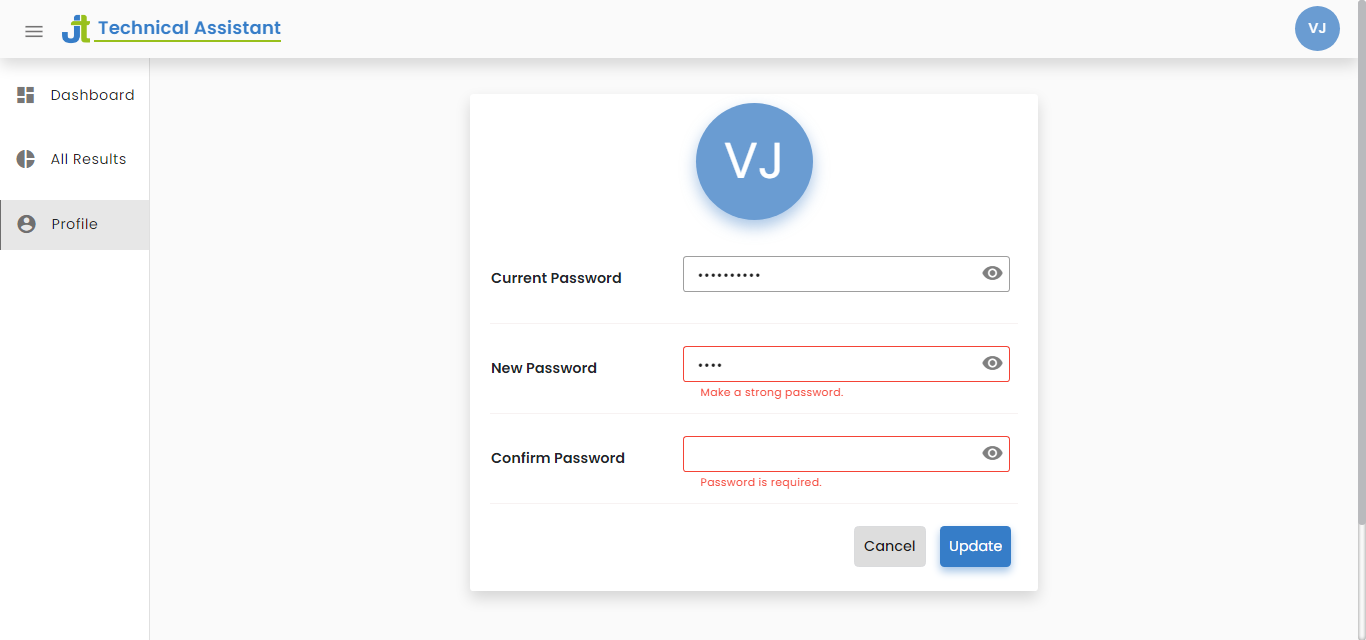 Jt Technical Assistant
VJ
Dashboard
All Results
Profile
VJ
Current Password
••••••••••
New Password
••••
Make a strong password.
Confirm Password
Password is required.
Cancel
Update